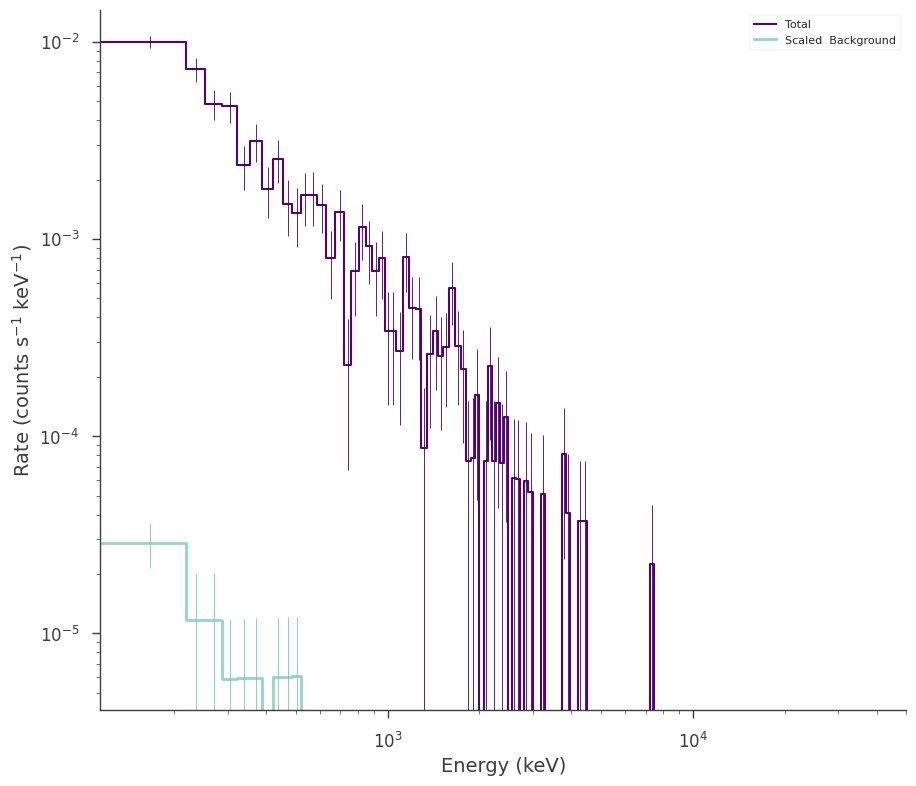 Total
Scaled  Background
10⁻²
10⁻³
10⁻⁴
10⁻⁵
Rate (counts s⁻¹ keV⁻¹)
10³
10⁴
Energy (keV)